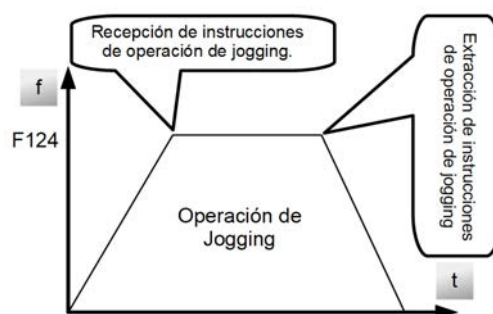 Recepción de instrucciones
de operación de jogging.
Extracción de instrucciones
de operación de jogging
f
F124
Operación de
Jogging
t